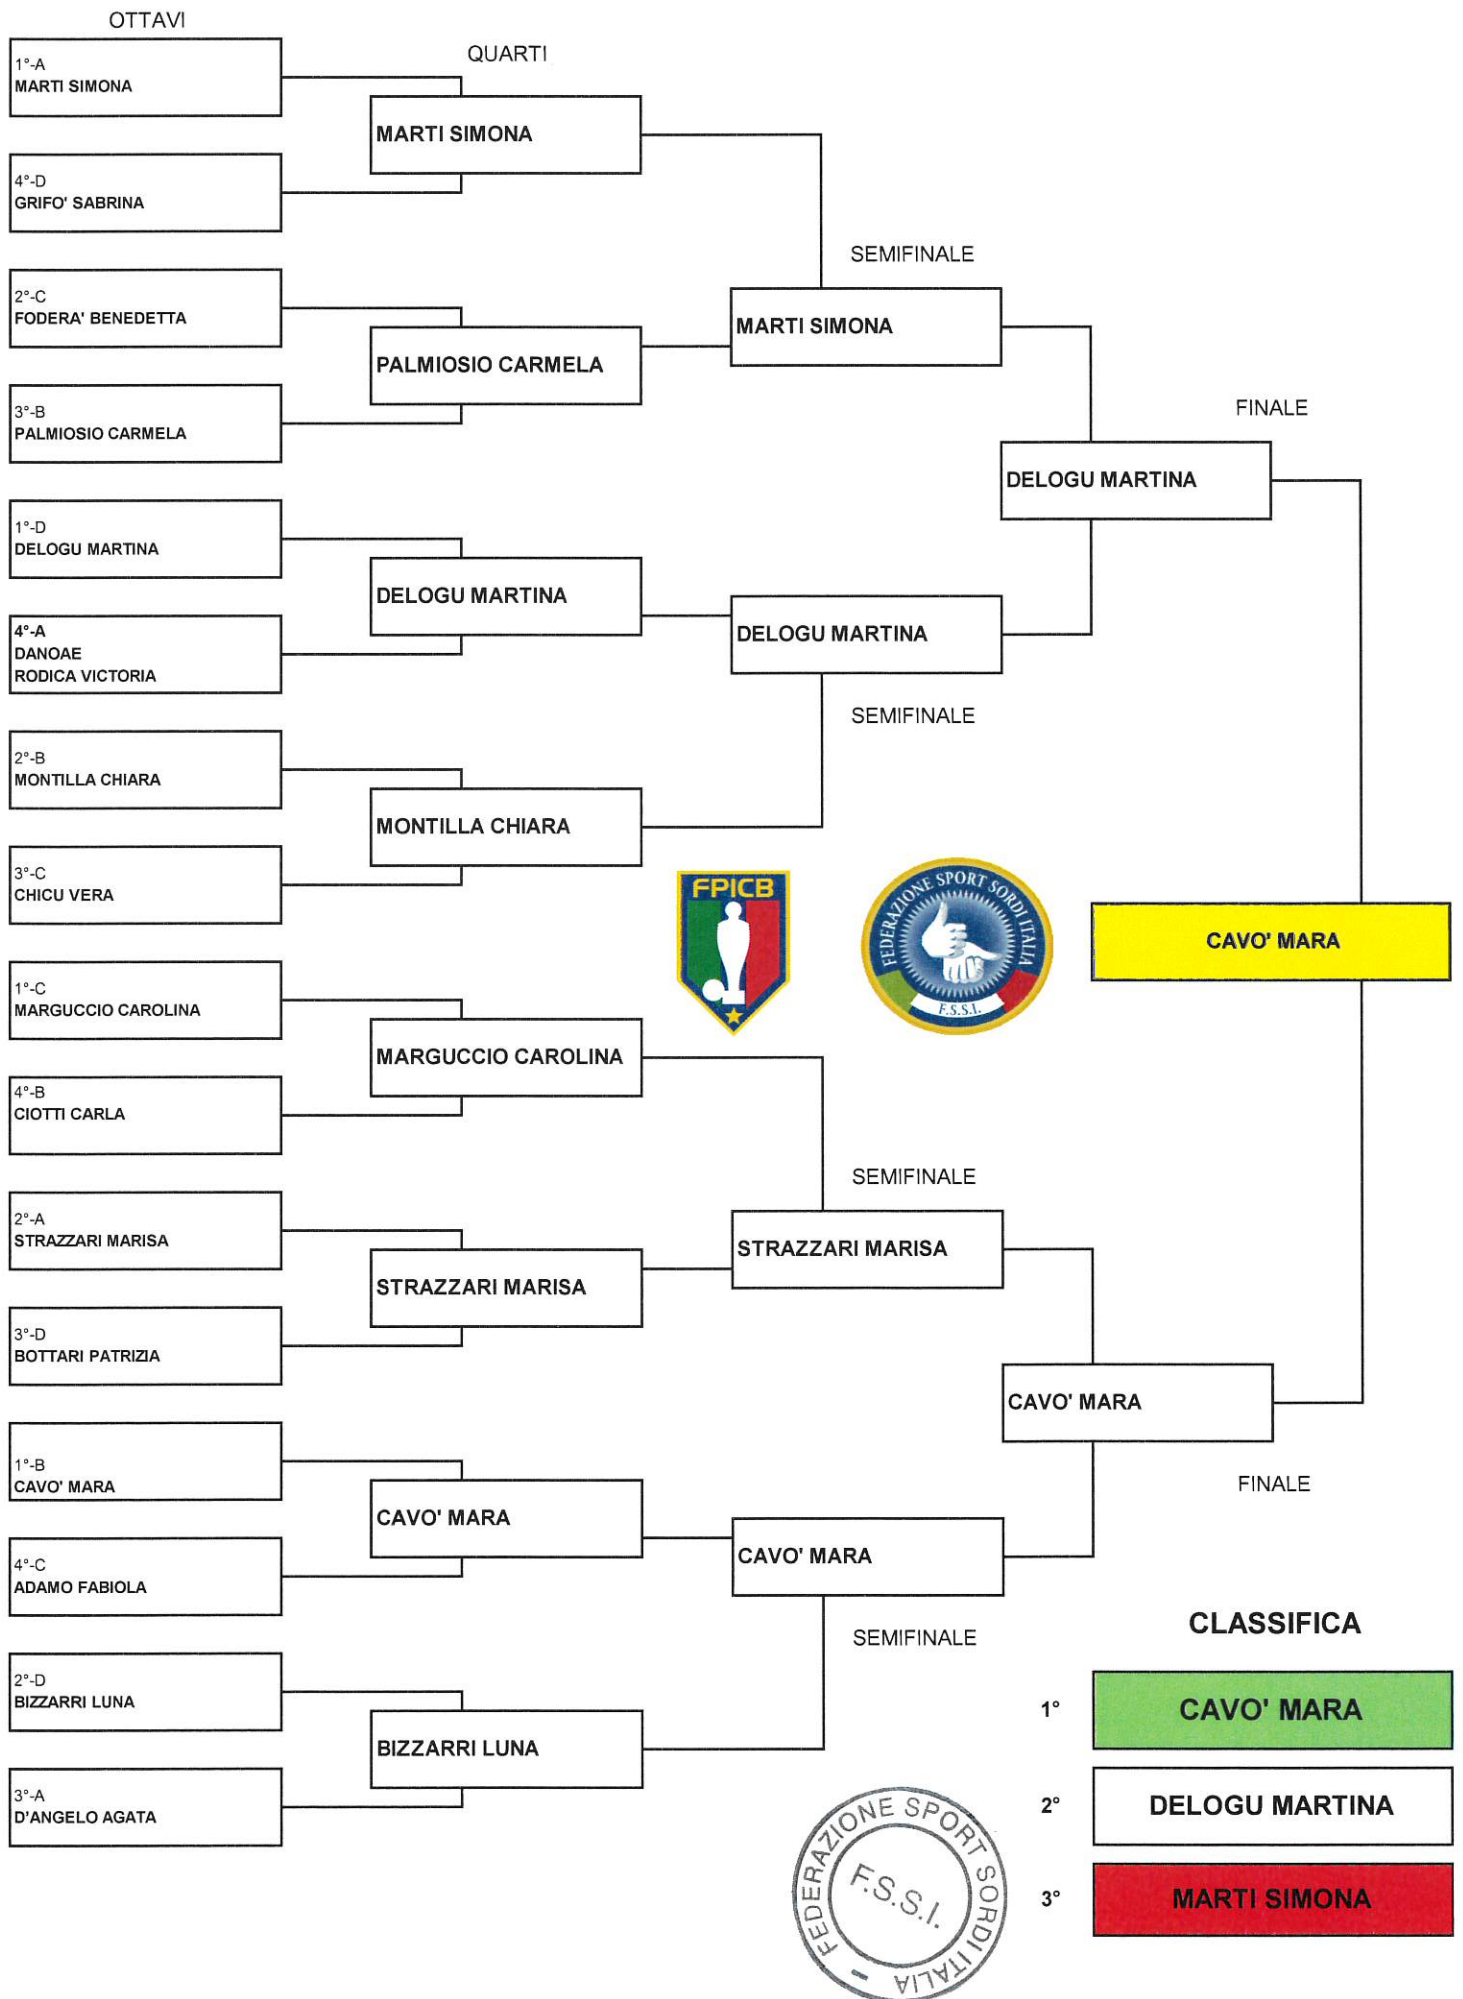 OTTAVI
QUARTI
1°-A
MARTI SIMONA
MARTI SIMONA
4°-D
GRIFO' SABRINA
SEMIFINALE
2°-C
FODERA' BENEDETTA
MARTI SIMONA
PALMIOSIO CARMELA
3°-B
PALMIOSIO CARMELA
FINALE
DELOGU MARTINA
1°-D
DELOGU MARTINA
DELOGU MARTINA
4°-A
DANOAE
RODICA VICTORIA
DELOGU MARTINA
SEMIFINALE
2°-B
MONTILLA CHIARA
MONTILLA CHIARA
3°-C
CHICU VERA
FPICB
FEDERAZIONE SPORT SORDI ITALIA
F.S.S.I.
CAVO' MARA
1°-C
MARGUCCIO CAROLINA
MARGUCCIO CAROLINA
4°-B
CIOTTI CARLA
SEMIFINALE
2°-A
STRAZZARI MARISA
STRAZZARI MARISA
STRAZZARI MARISA
3°-D
BOTTARI PATRIZIA
CAVO' MARA
1°-B
CAVO' MARA
FINALE
CAVO' MARA
4°-C
ADAMO FABIOLA
CAVO' MARA
SEMIFINALE
2°-D
BIZZARRI LUNA
BIZZARRI LUNA
3°-A
D'ANGELO AGATA
CLASSIFICA
1° CAVO' MARA
2° DELOGU MARTINA
3° MARTI SIMONA
FEDERAZIONE SPORT SORDI ITALIA –
F.S.S.I.